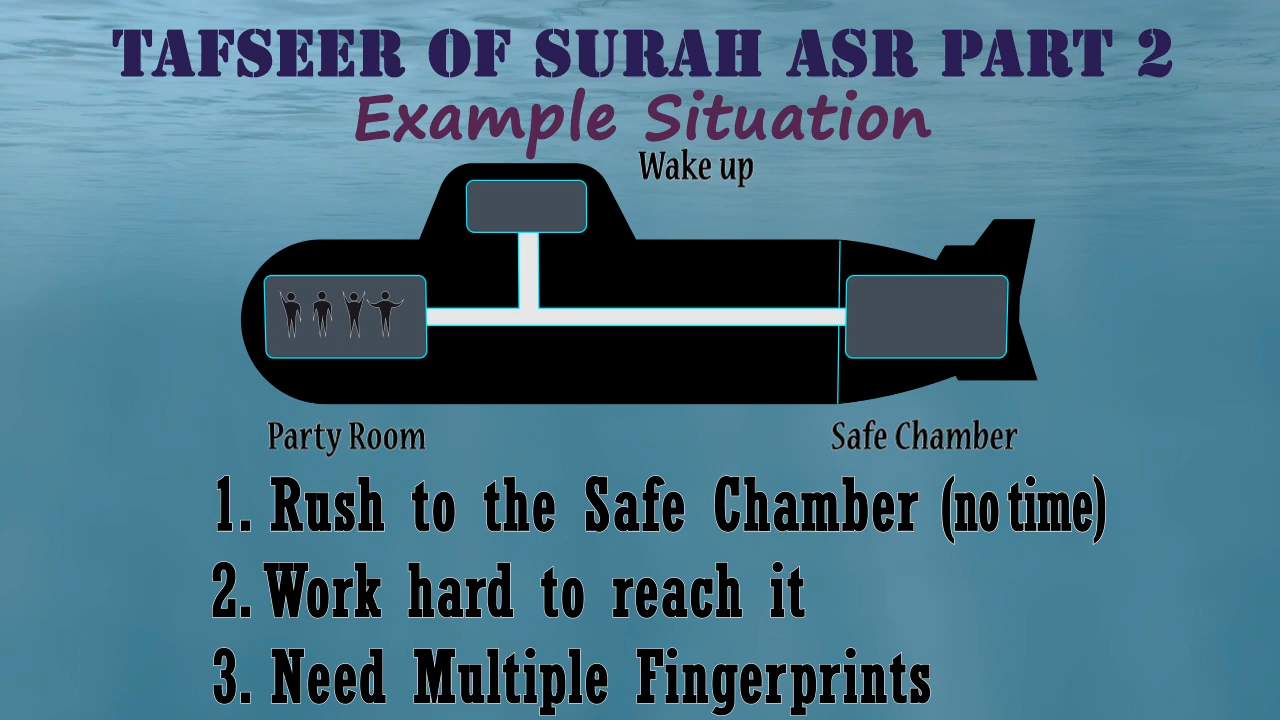 TAFSEER OF SURAH ASR PART 2
Example Situation
Wake up
Party Room
Safe Chamber
1. Rush to the Safe Chamber (no time)
2. Work hard to reach it
3. Need Multiple Fingerprints